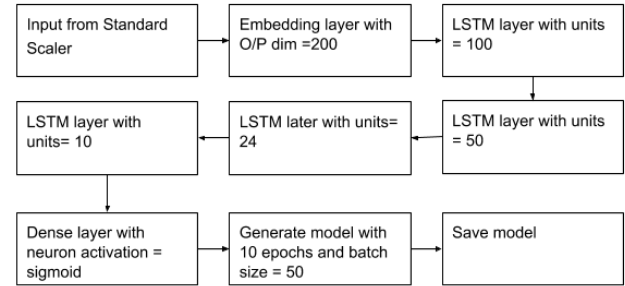 Input from Standard
Scaler
Embedding layer with
O/P dim =200
LSTM layer with units
= 100
LSTM layer with units
= 50
LSTM later with units=
24
LSTM layer with
units= 10
Dense layer with
neuron activation =
sigmoid
Generate model with
10 epochs and batch
size = 50
Save model